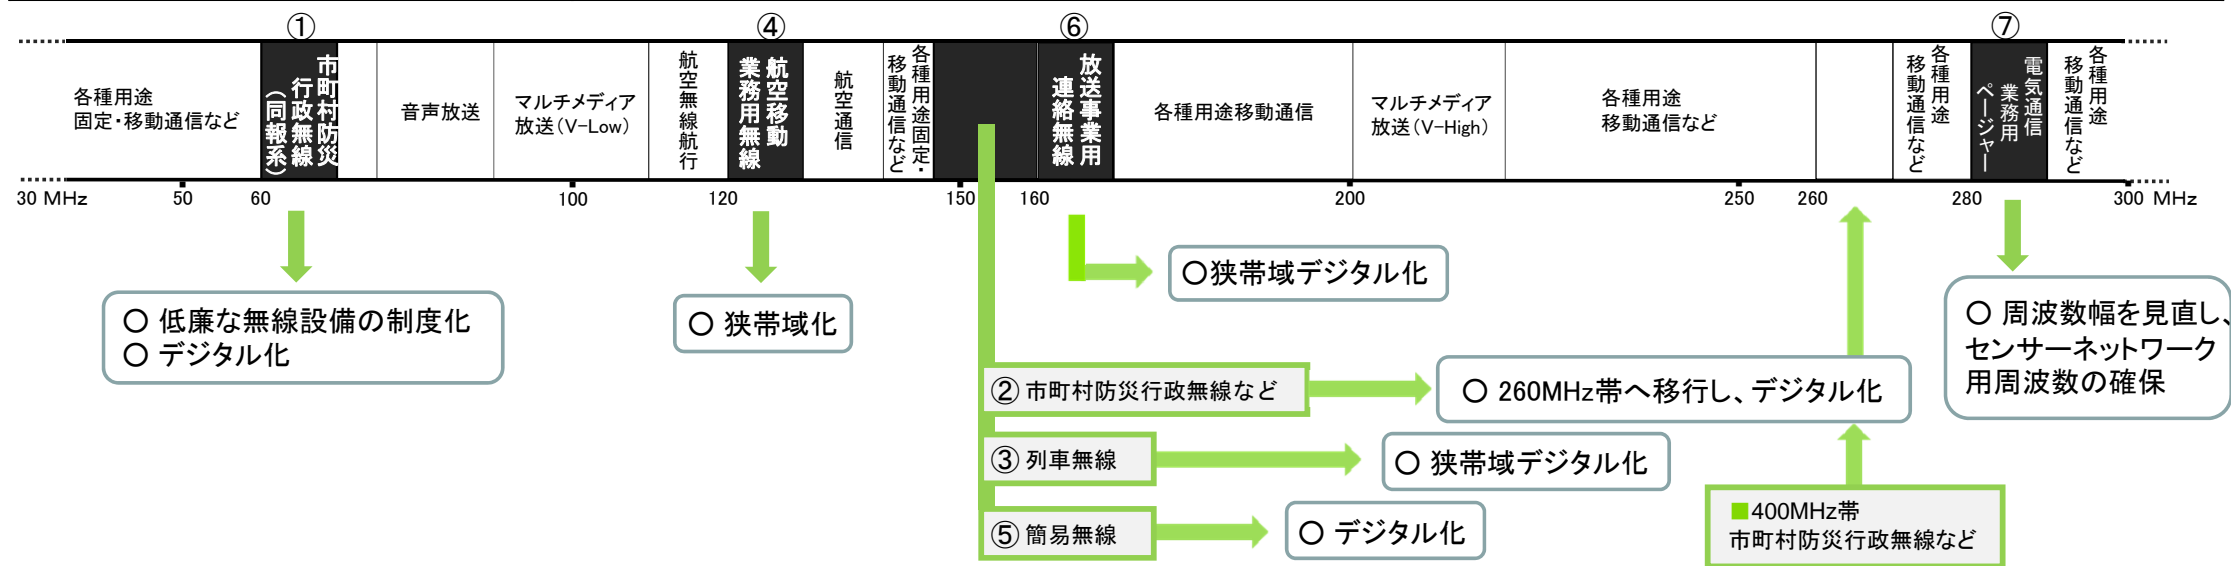 ①
④
⑥
⑦
各種用途
固定・移動通信など
市町村防災
行政無線
（同報系）
音声放送
マルチメディア
放送（V-Low）
航空無線航行
航空移動
業務用無線
航空通信
各種用途固定・
移動通信など
放送事業用
連絡無線
各種用途移動通信
マルチメディア
放送（V-High）
各種用途
移動通信など
各種用途
移動通信など
電気通信
業務用
ページャー
各種用途
移動通信など
30 MHz
50
60
100
120
150
160
200
250
260
280
300 MHz
○ 低廉な無線設備の制度化
○ デジタル化
○ 狭帯域化
○狭帯域デジタル化
○ 周波数幅を見直し、
センサーネットワーク
用周波数の確保
② 市町村防災行政無線など
○ 260MHz帯へ移行し、デジタル化
③ 列車無線
○ 狭帯域デジタル化
⑤ 簡易無線
○ デジタル化
■400MHz帯
市町村防災行政無線など